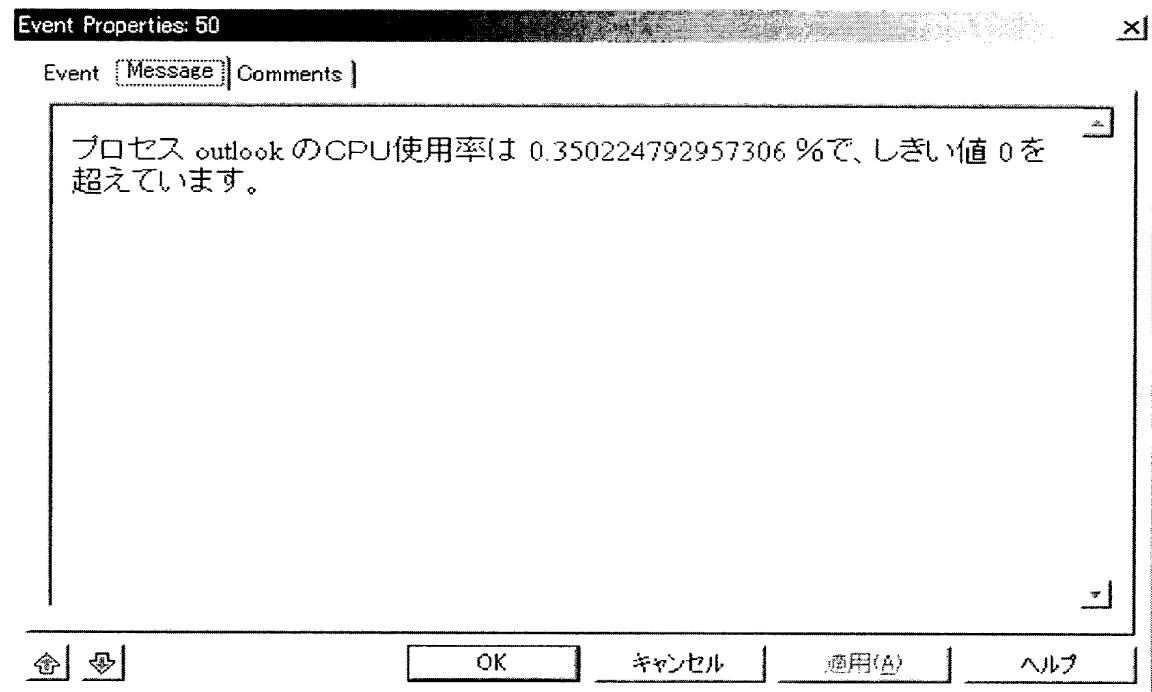 Event Properties: 50
Event Message Comments
プロセス outlook のCPU使用率は 0.350224792957306 %で、しきい値 0を
超えています。
OK キャンセル 適用(A) ヘルプ